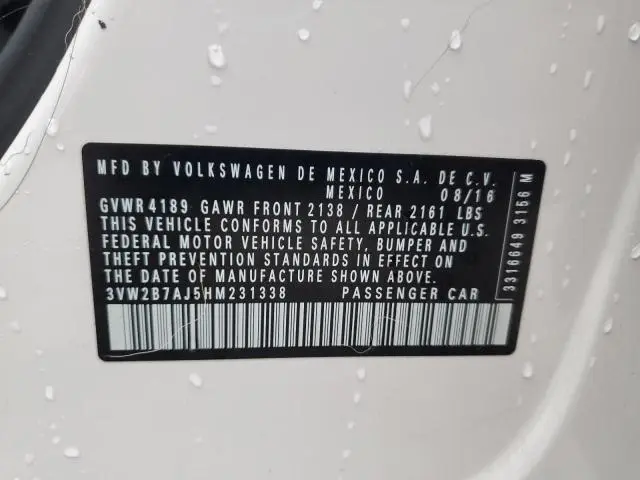 MFD BY VOLKSWAGEN DE MEXICO S.A. DE C.V.
MEXICO 08/16
GVWR 4189 GAWR FRONT 2138 / REAR 2161 LBS
THIS VEHICLE CONFORMS TO ALL APPLICABLE U.S.
FEDERAL MOTOR VEHICLE SAFETY, BUMPER AND
THEFT PREVENTION STANDARDS IN EFFECT ON
THE DATE OF MANUFACTURE SHOWN ABOVE.
3VW2B7AJ5HM231338 PASSENGER CAR
3316649 3156 M